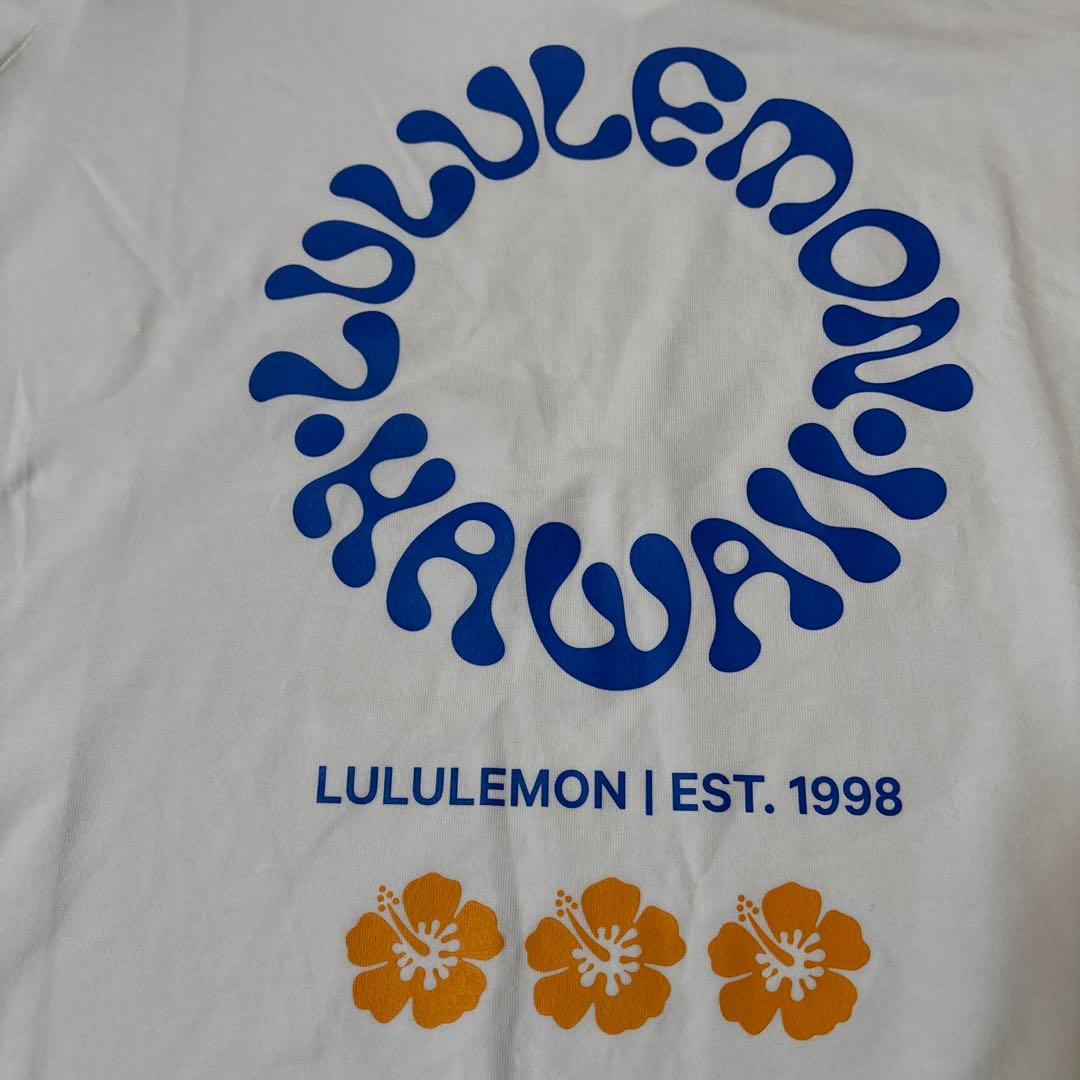 LULULEMON
•HAWAII•
LULULEMON | EST. 1998